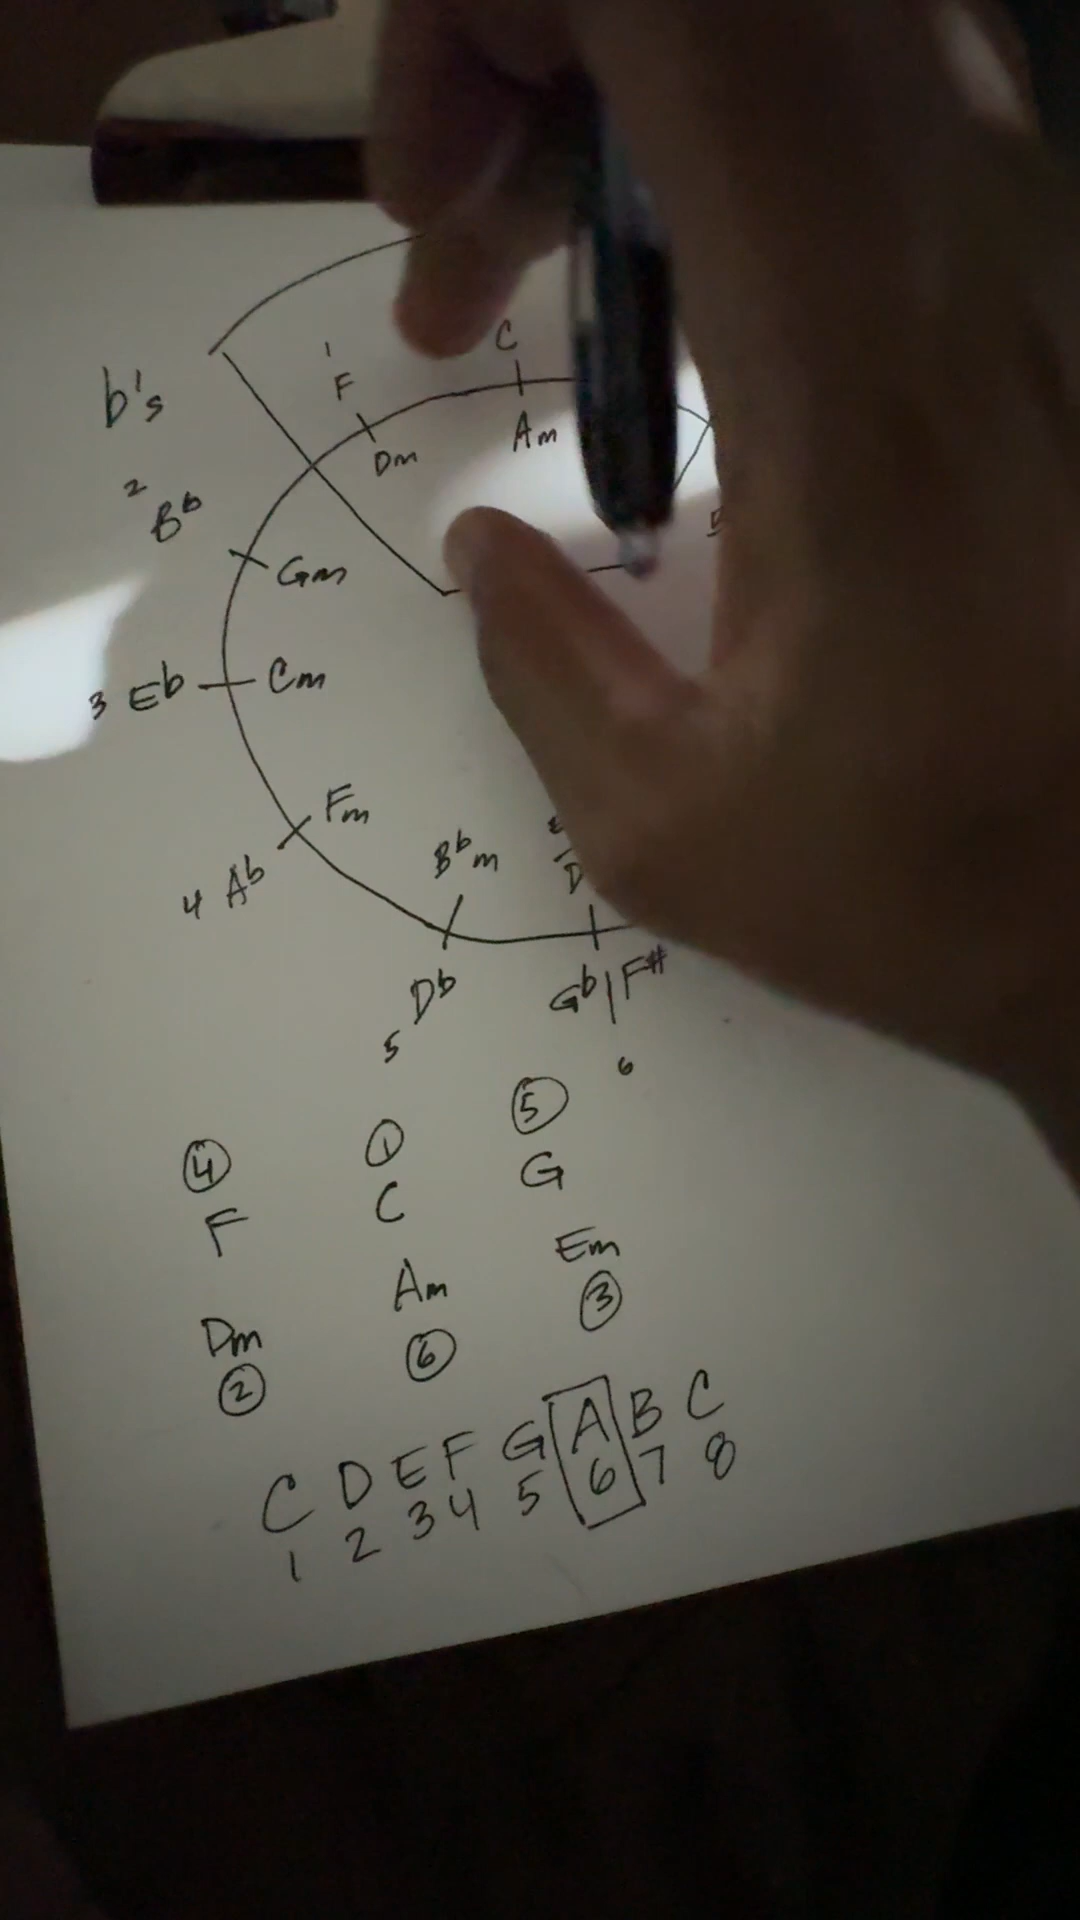 b's
C
1
F
Am
Dm
2
Bb
5
Gm
3 Eb
Cm
Fm
Bbm
D
4 Ab
Db
Gb|F#
5
6
4 1 5
F C G
Dm Am Em
2 6 3
C D E F G A B C
1 2 3 4 5 6 7 8